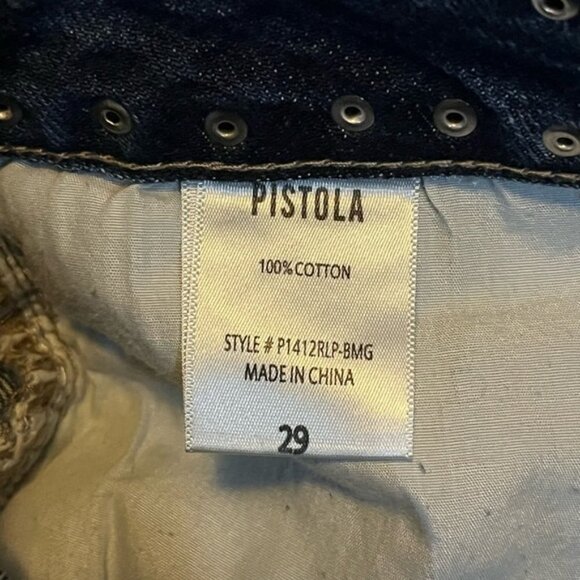 PISTOLA
100% COTTON
STYLE # P1412RLP-BMG
MADE IN CHINA
29